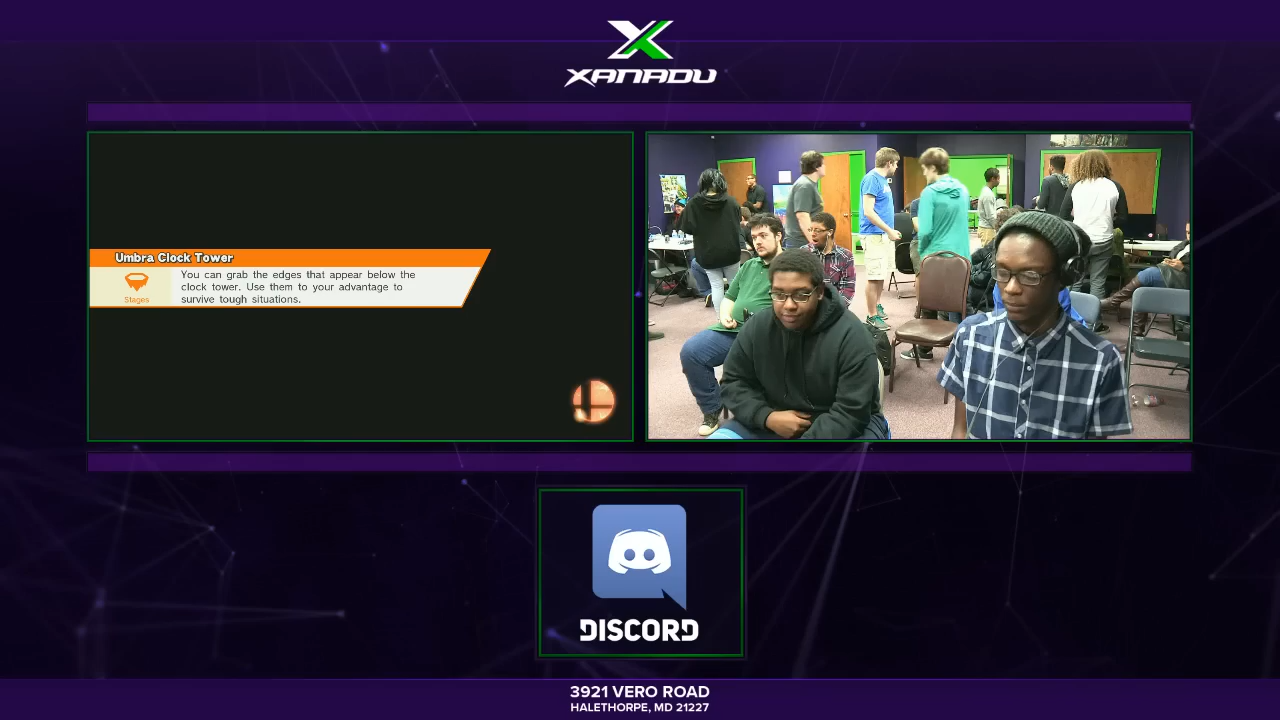 XANADU
Umbra Clock Tower
You can grab the edges that appear below the
clock tower. Use them to your advantage to
survive tough situations.
Stages
DISCORD
3921 VERO ROAD
HALETHORPE, MD 21227